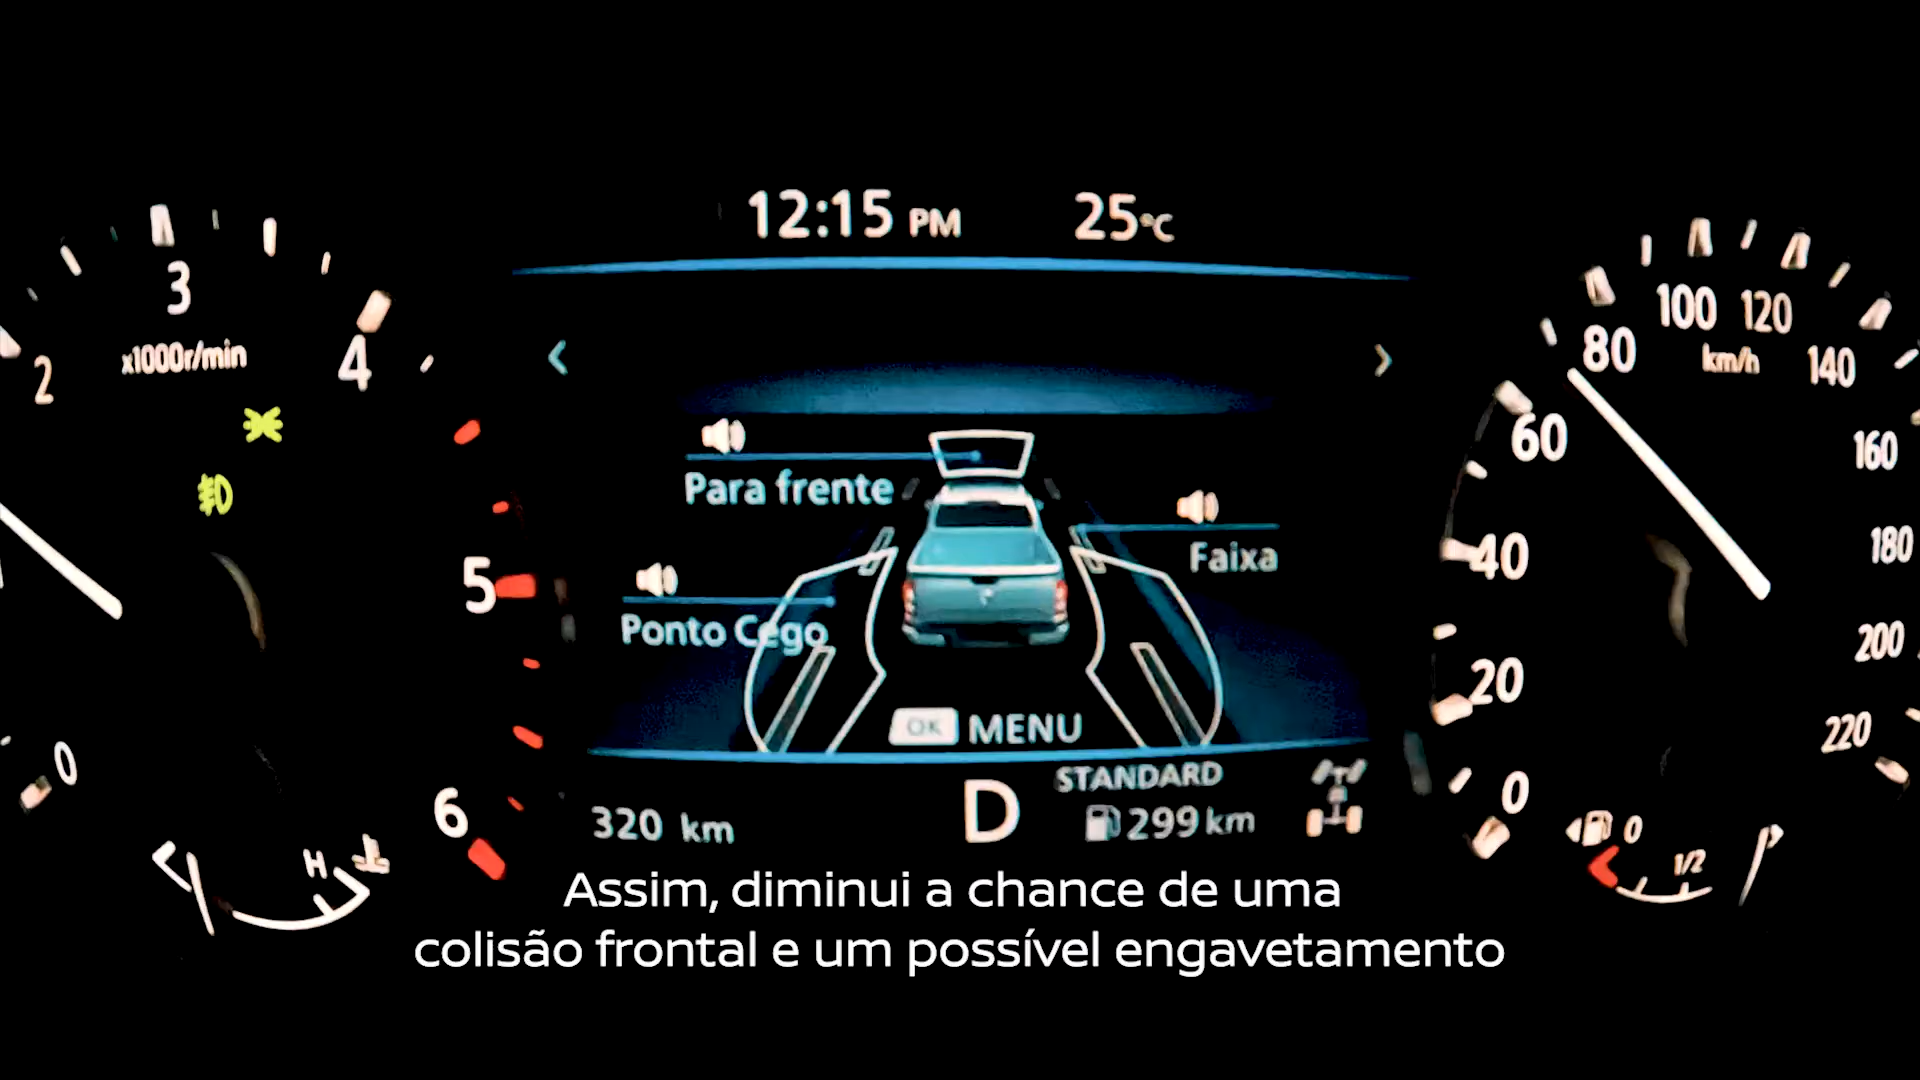 12:15 PM 25°C
3
x1000r/min
2
4
5
6
0
H
Para frente
Faixa
Ponto Cego
OK MENU
STANDARD
320 km
D
299 km
100 120
80
km/h
140
60
160
40
180
20
200
220
0
0
1/2
Assim, diminui a chance de uma
colisão frontal e um possível engavetamento